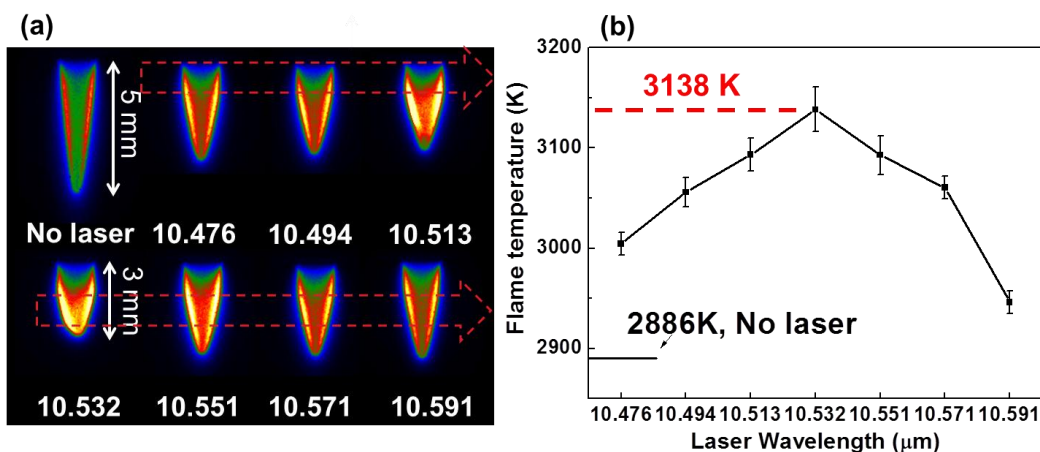 (a)
5 mm
No laser
10.476
10.494
10.513
3 mm
10.532
10.551
10.571
10.591
(b)
Flame temperature (K)
3200
3100
3000
2900
3138 K
2886K, No laser
10.476
10.494
10.513
10.532
10.551
10.571
10.591
Laser Wavelength (μm)